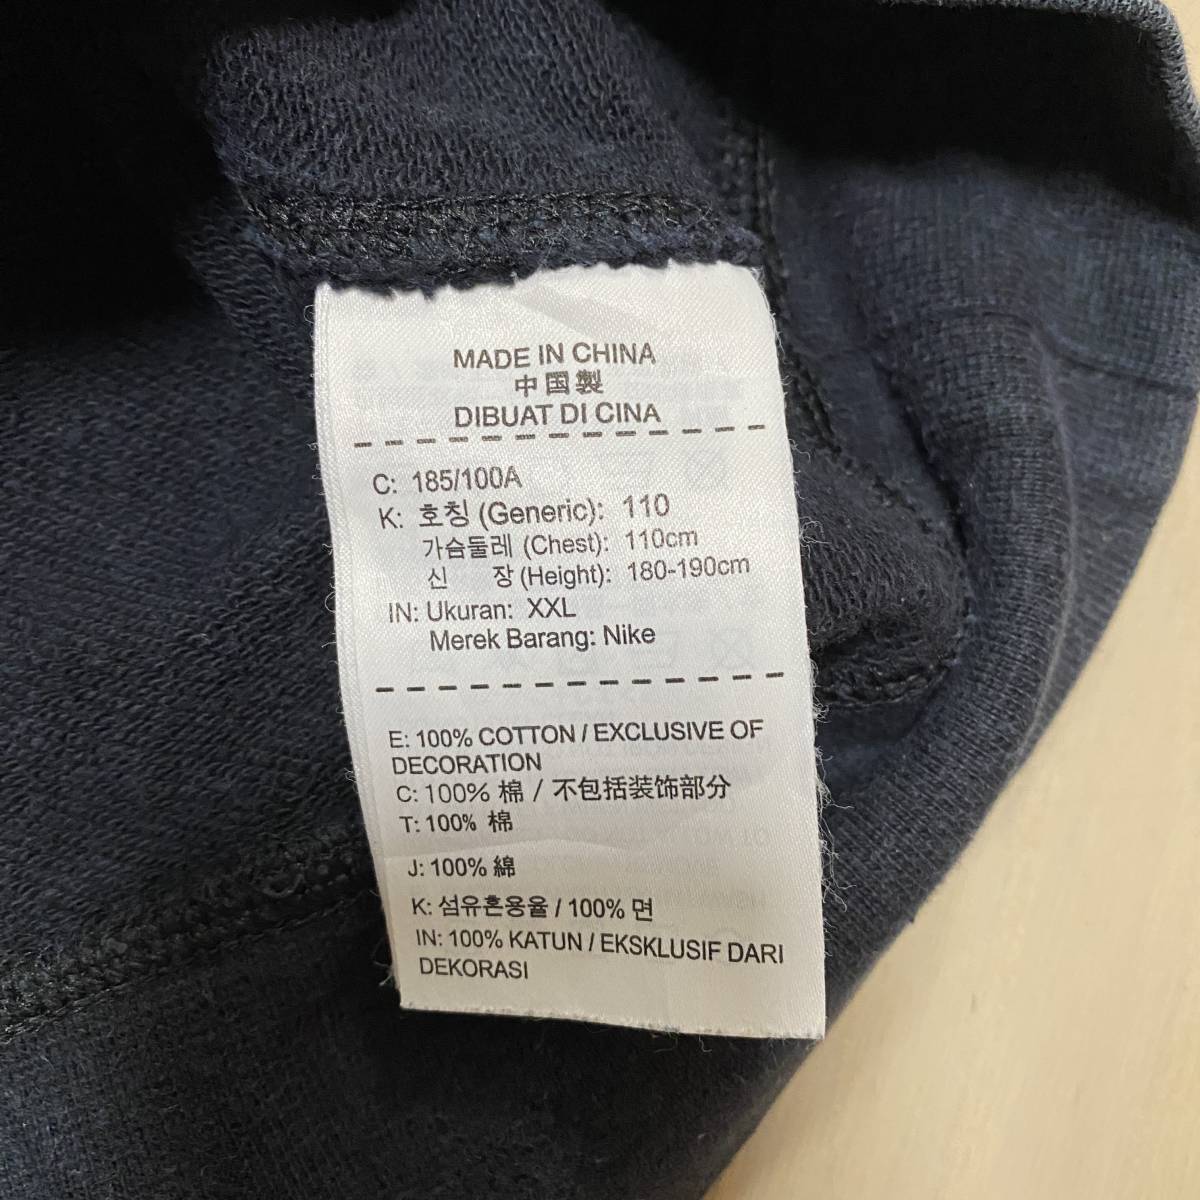 MADE IN CHINA
中国製
DIBUAT DI CINA
C: 185/100A
K: 호칭 (Generic): 110
가슴둘레 (Chest): 110cm
신 장 (Height): 180-190cm
IN: Ukuran: XXL
Merek Barang: Nike
E: 100% COTTON / EXCLUSIVE OF
DECORATION
C: 100% 棉 / 不包括装饰部分
T: 100% 棉
J: 100% 綿
K: 섬유혼용율 / 100% 면
IN: 100% KATUN / EKSKLUSIF DARI
DEKORASI